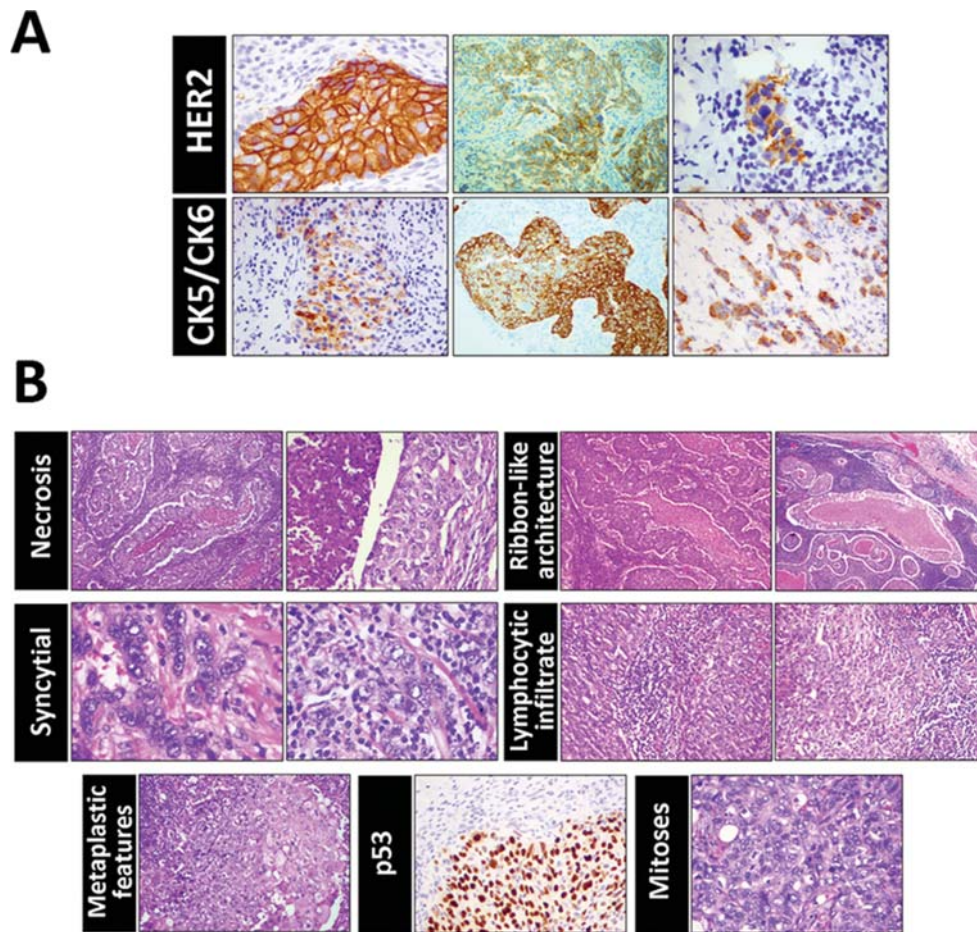 A
HER2
CK5/CK6
B
Necrosis
Ribbon-like
architecture
Syncytial
Lymphocytic
infiltrate
Metaplastic
features
p53
Mitoses